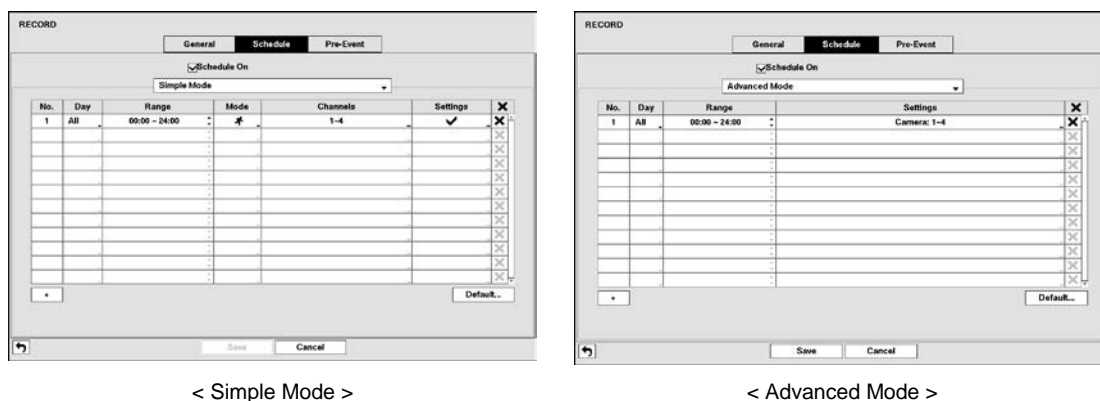 RECORD
General Schedule Pre-Event
Schedule On
Simple Mode
No. Day Range Mode Channels Settings
1 All 00:00 ~ 24:00 1~4
+
Default...
Save Cancel
< Simple Mode >
RECORD
General Schedule Pre-Event
Schedule On
Advanced Mode
No. Day Range Settings
1 All 00:00 ~ 24:00 Camera: 1~4
+
Default...
Save Cancel
< Advanced Mode >